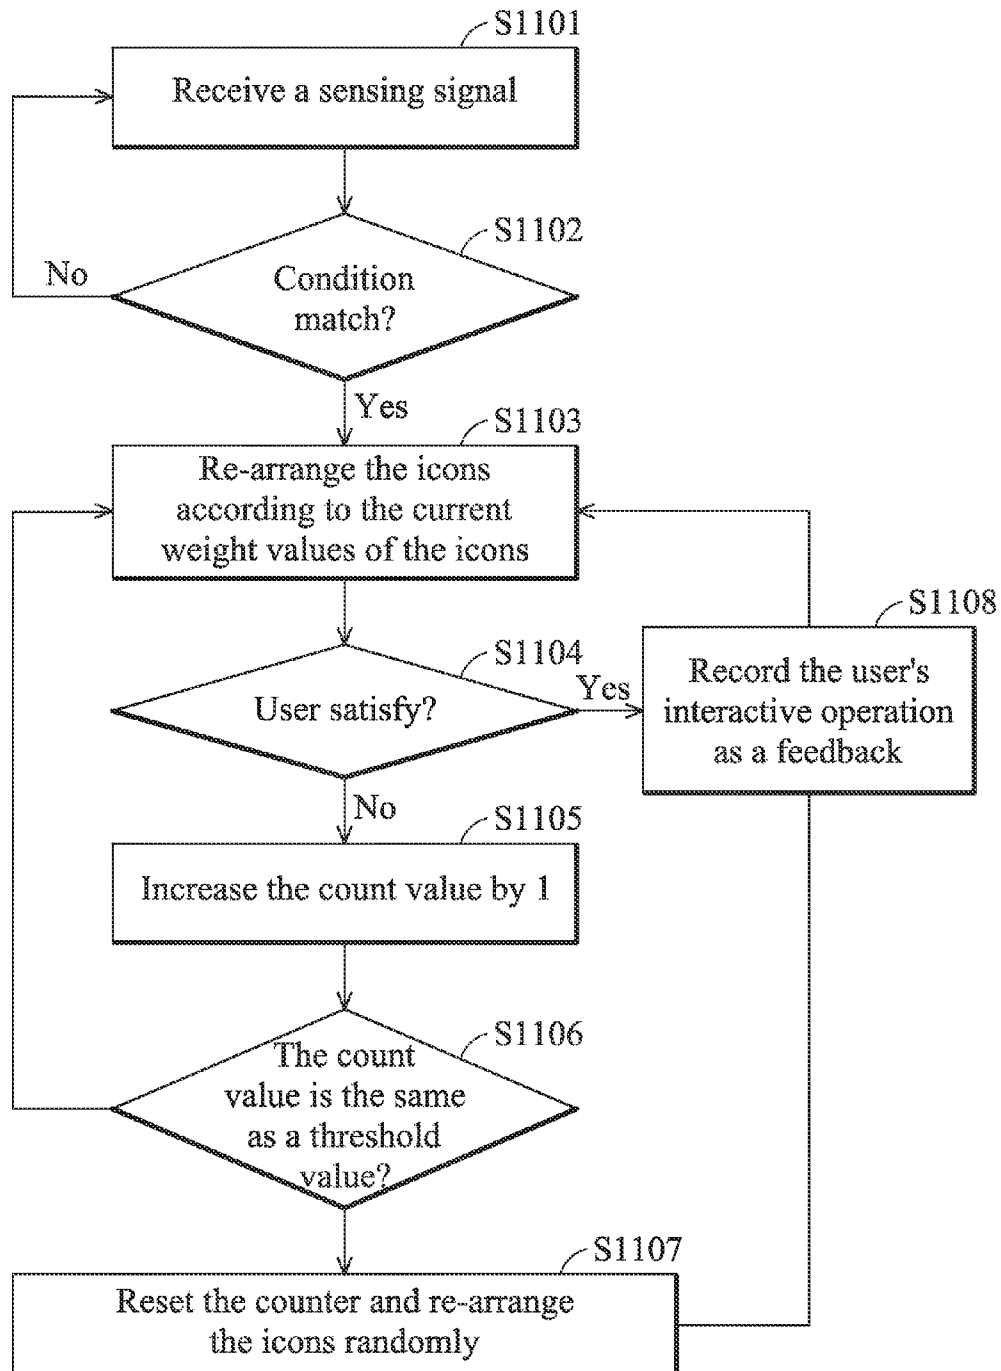 S1101
Receive a sensing signal
S1102
Condition
match?
No
Yes
S1103
Re-arrange the icons
according to the current
weight values of the icons
S1104
User satisfy?
Yes
S1108
Record the user's
interactive operation
as a feedback
No
S1105
Increase the count value by 1
S1106
The count
value is the same
as a threshold
value?
S1107
Reset the counter and re-arrange
the icons randomly